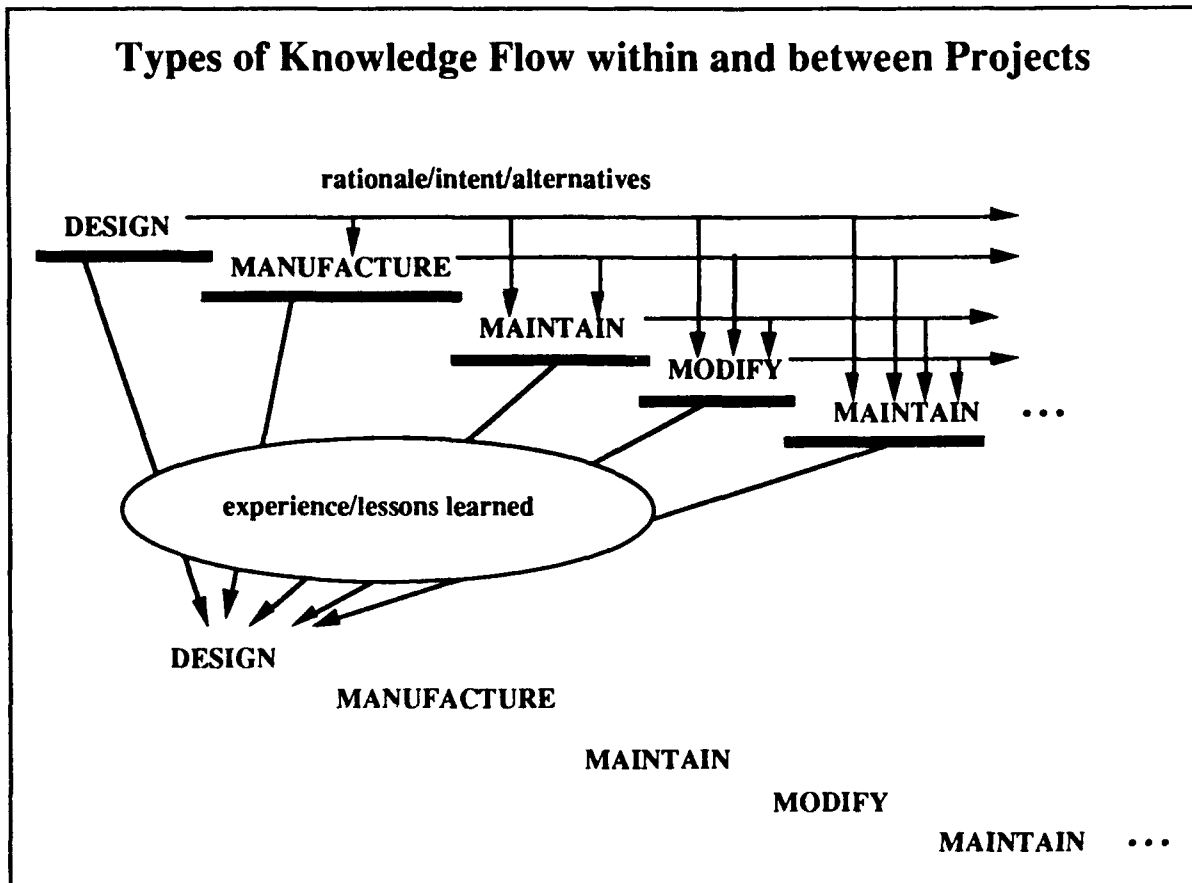 Types of Knowledge Flow within and between Projects
rationale/intent/alternatives
DESIGN
MANUFACTURE
MAINTAIN
MODIFY
MAINTAIN ...
experience/lessons learned
DESIGN
MANUFACTURE
MAINTAIN
MODIFY
MAINTAIN ...